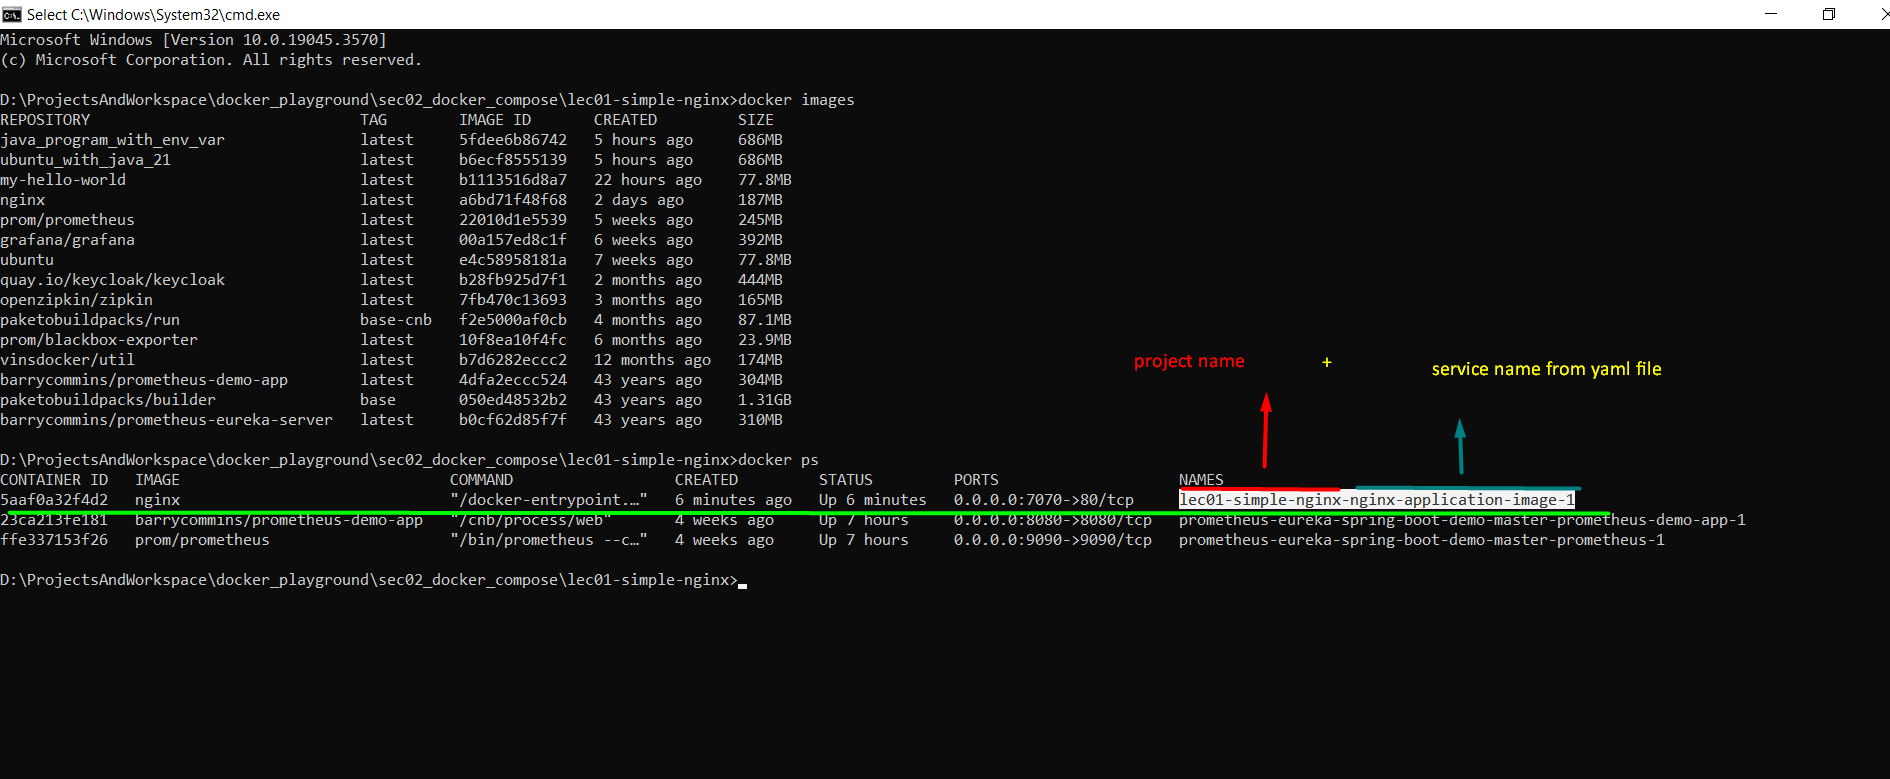 Select C:\Windows\System32\cmd.exe
Microsoft Windows [Version 10.0.19045.3570]
(c) Microsoft Corporation. All rights reserved.
D:\ProjectsAndWorkspace\docker_playground\sec02_docker_compose\lec01-simple-nginx>docker images
REPOSITORY TAG IMAGE ID CREATED SIZE
java_program_with_env_var latest 5fdee6b86742 5 hours ago 686MB
ubuntu_with_java_21 latest b6ecf8555139 5 hours ago 686MB
my-hello-world latest b1113516d8a7 22 hours ago 77.8MB
nginx latest a6bd71f48f68 2 days ago 187MB
prom/prometheus latest 22010d1e5539 5 weeks ago 245MB
grafana/grafana latest 00a157ed8c1f 6 weeks ago 392MB
ubuntu latest e4c58958181a 7 weeks ago 77.8MB
quay.io/keycloak/keycloak latest b28fb925d7f1 2 months ago 444MB
openzipkin/zipkin latest 7fb470c13693 3 months ago 165MB
paketobuildpacks/run base-cnb f2e5000af0cb 4 months ago 87.1MB
prom/blackbox-exporter latest 10f8ea10f4fc 6 months ago 23.9MB
vinsdocker/util latest b7d6282eccc2 12 months ago 174MB
project name + service name from yaml file
barrycommins/prometheus-demo-app latest 4dfa2eccc524 43 years ago 304MB
paketobuildpacks/builder base 050ed48532b2 43 years ago 1.31GB
barrycommins/prometheus-eureka-server latest b0cf62d85f7f 43 years ago 310MB
D:\ProjectsAndWorkspace\docker_playground\sec02_docker_compose\lec01-simple-nginx>docker ps
CONTAINER ID IMAGE COMMAND CREATED STATUS PORTS NAMES
5aaf0a32f4d2 nginx "/docker-entrypoint.…" 6 minutes ago Up 6 minutes 0.0.0.0:7070->80/tcp lec01-simple-nginx-nginx-application-image-1
23ca213fe181 barrycommins/prometheus-demo-app "/cnb/process/web" 4 weeks ago Up 7 hours 0.0.0.0:8080->8080/tcp prometheus-eureka-spring-boot-demo-master-prometheus-demo-app-1
ffe337153f26 prom/prometheus "/bin/prometheus --c…" 4 weeks ago Up 7 hours 0.0.0.0:9090->9090/tcp prometheus-eureka-spring-boot-demo-master-prometheus-1
D:\ProjectsAndWorkspace\docker_playground\sec02_docker_compose\lec01-simple-nginx>